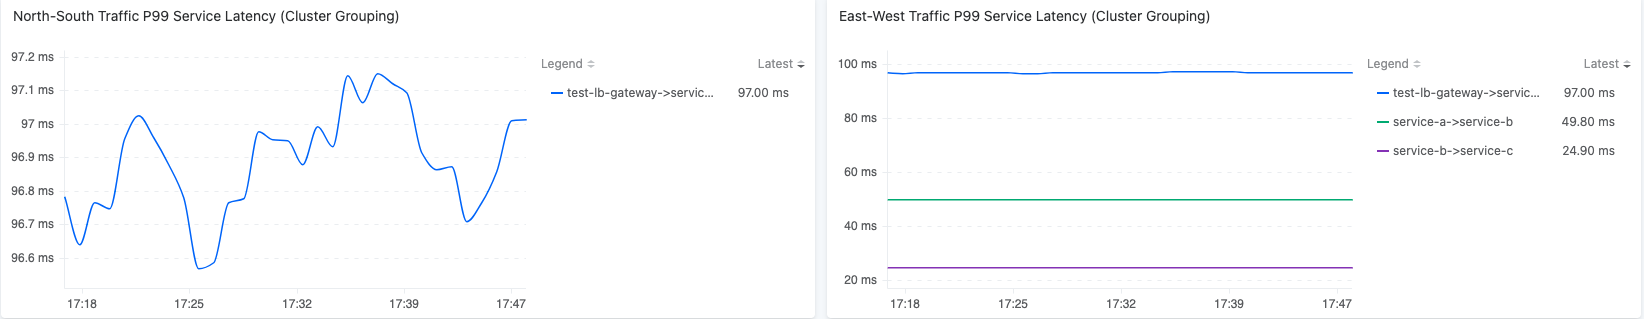 North-South Traffic P99 Service Latency (Cluster Grouping)
97.2 ms
97.1 ms
97 ms
96.9 ms
96.8 ms
96.7 ms
96.6 ms
17:18 17:25 17:32 17:39 17:47
Legend Latest
test-lb-gateway->servic... 97.00 ms
East-West Traffic P99 Service Latency (Cluster Grouping)
100 ms
80 ms
60 ms
40 ms
20 ms
17:18 17:25 17:32 17:39 17:47
Legend Latest
test-lb-gateway->servic... 97.00 ms
service-a->service-b 49.80 ms
service-b->service-c 24.90 ms